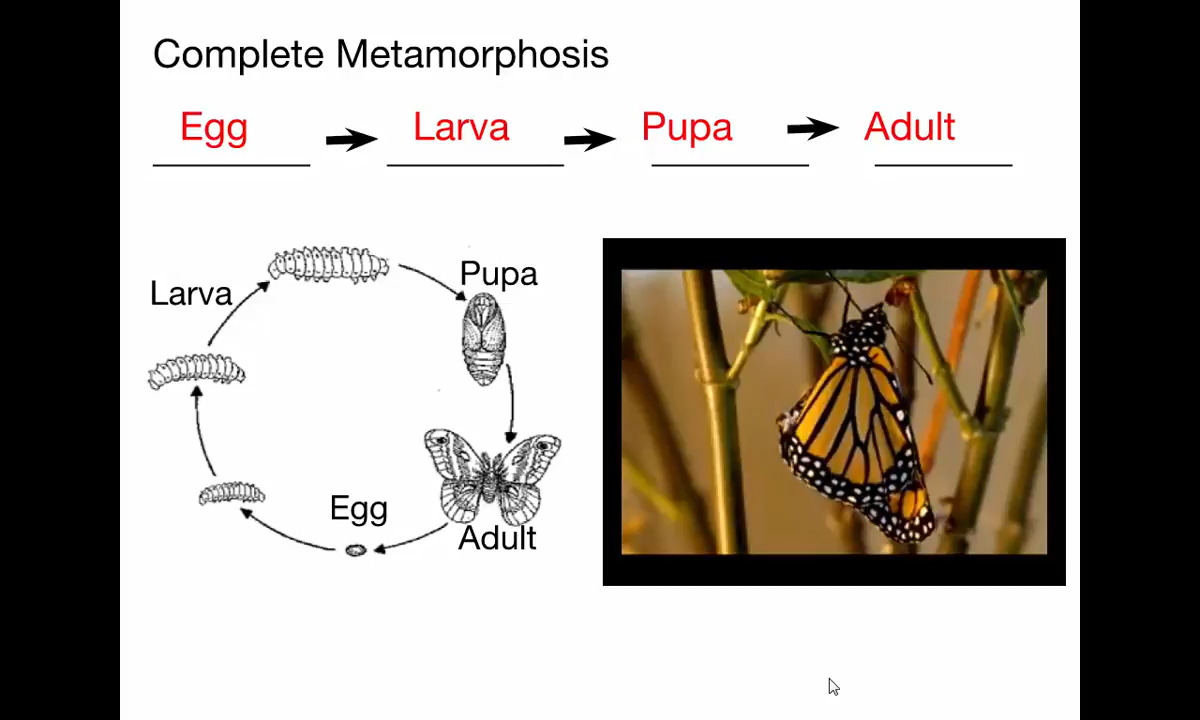 Complete Metamorphosis
Egg Larva Pupa Adult
Pupa
Larva
Egg
Adult